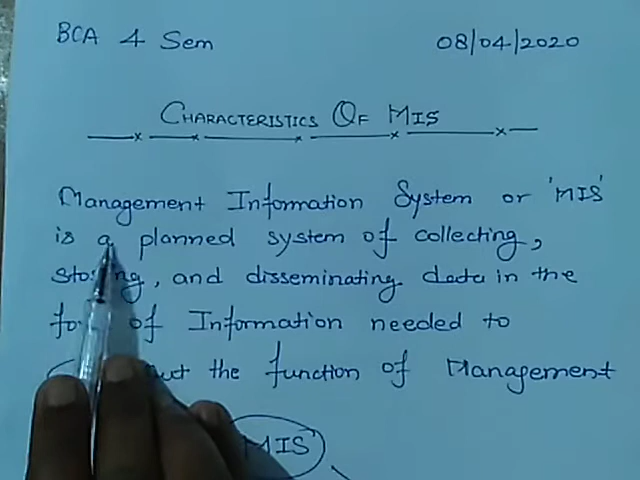 BCA 4 Sem 08/04/2020
CHARACTERISTICS OF MIS
Management Information System or 'MIS'
is a planned system of collecting,
and disseminating data in the
of Information needed to
the function of Management
MIS'